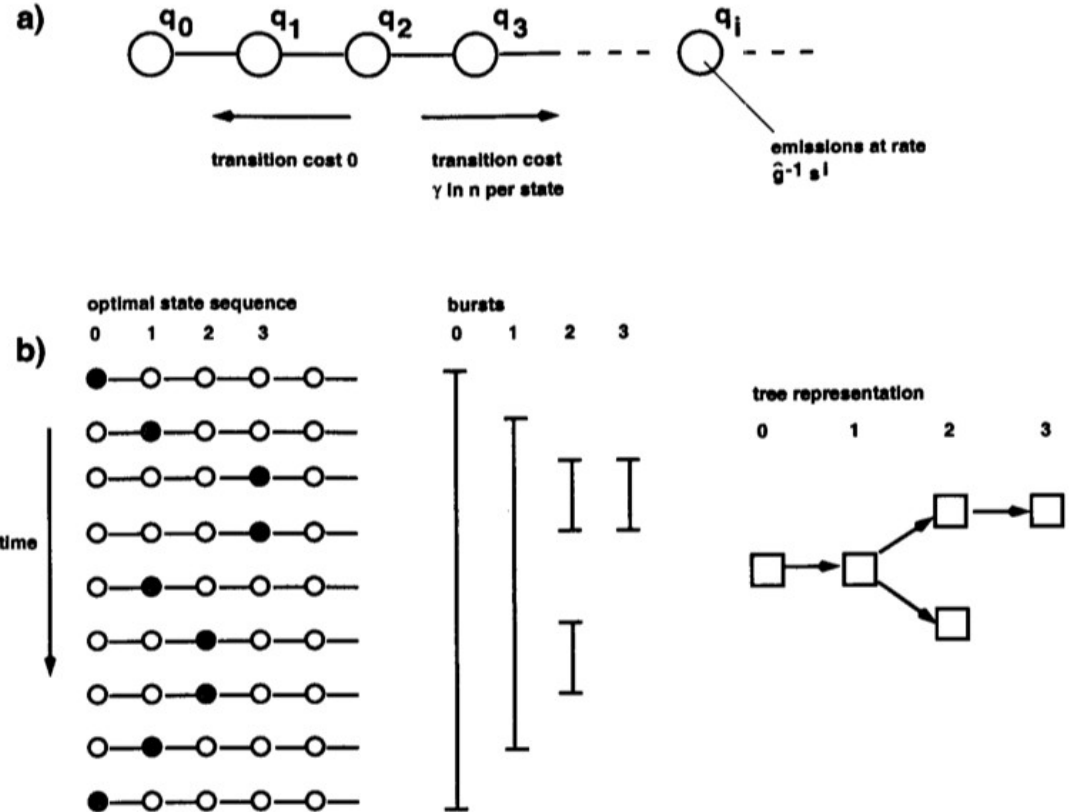 a)
q0 q1 q2 q3 qi
transition cost 0
transition cost
γ ln n per state
emissions at rate
ĝ-1 si
b)
optimal state sequence
0 1 2 3
time
bursts
0 1 2 3
tree representation
0 1 2 3